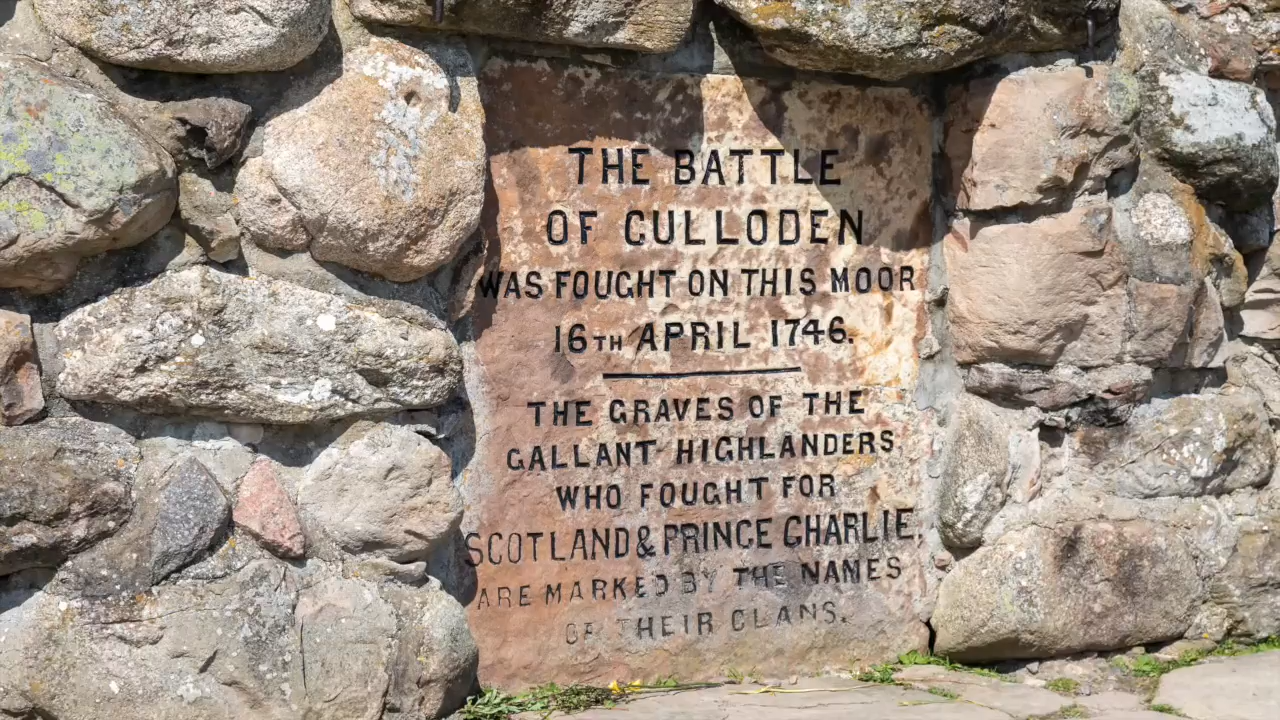 THE BATTLE
OF CULLODEN
WAS FOUGHT ON THIS MOOR
16TH APRIL 1746.
THE GRAVES OF THE
GALLANT HIGHLANDERS,
WHO FOUGHT FOR
SCOTLAND & PRINCE CHARLIE,
ARE MARKED BY THE NAMES
OF THEIR CLANS.